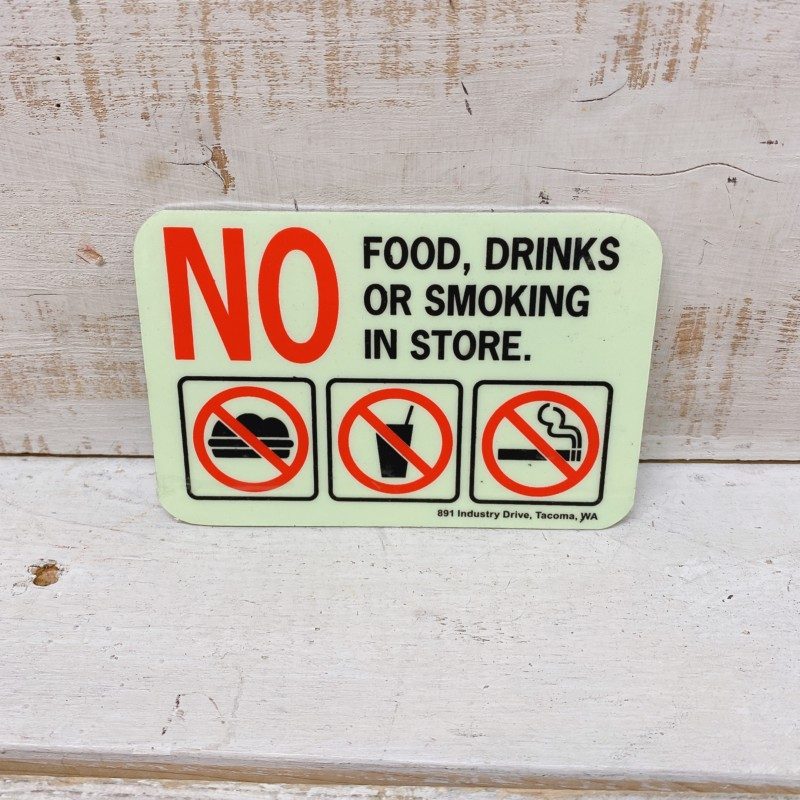 NO
FOOD, DRINKS
OR SMOKING
IN STORE.
891 Industry Drive, Tacoma, WA